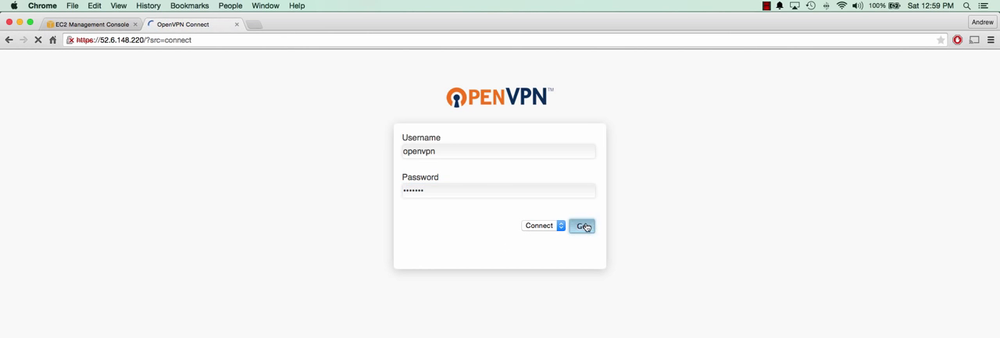 Chrome File Edit View History Bookmarks People Window Help 100% Sat 12:59 PM
EC2 Management Console OpenVPN Connect Andrew
https://52.6.148.220/?src=connect
OPENVPN™
Username
openvpn
Password
•••••••
Connect Go